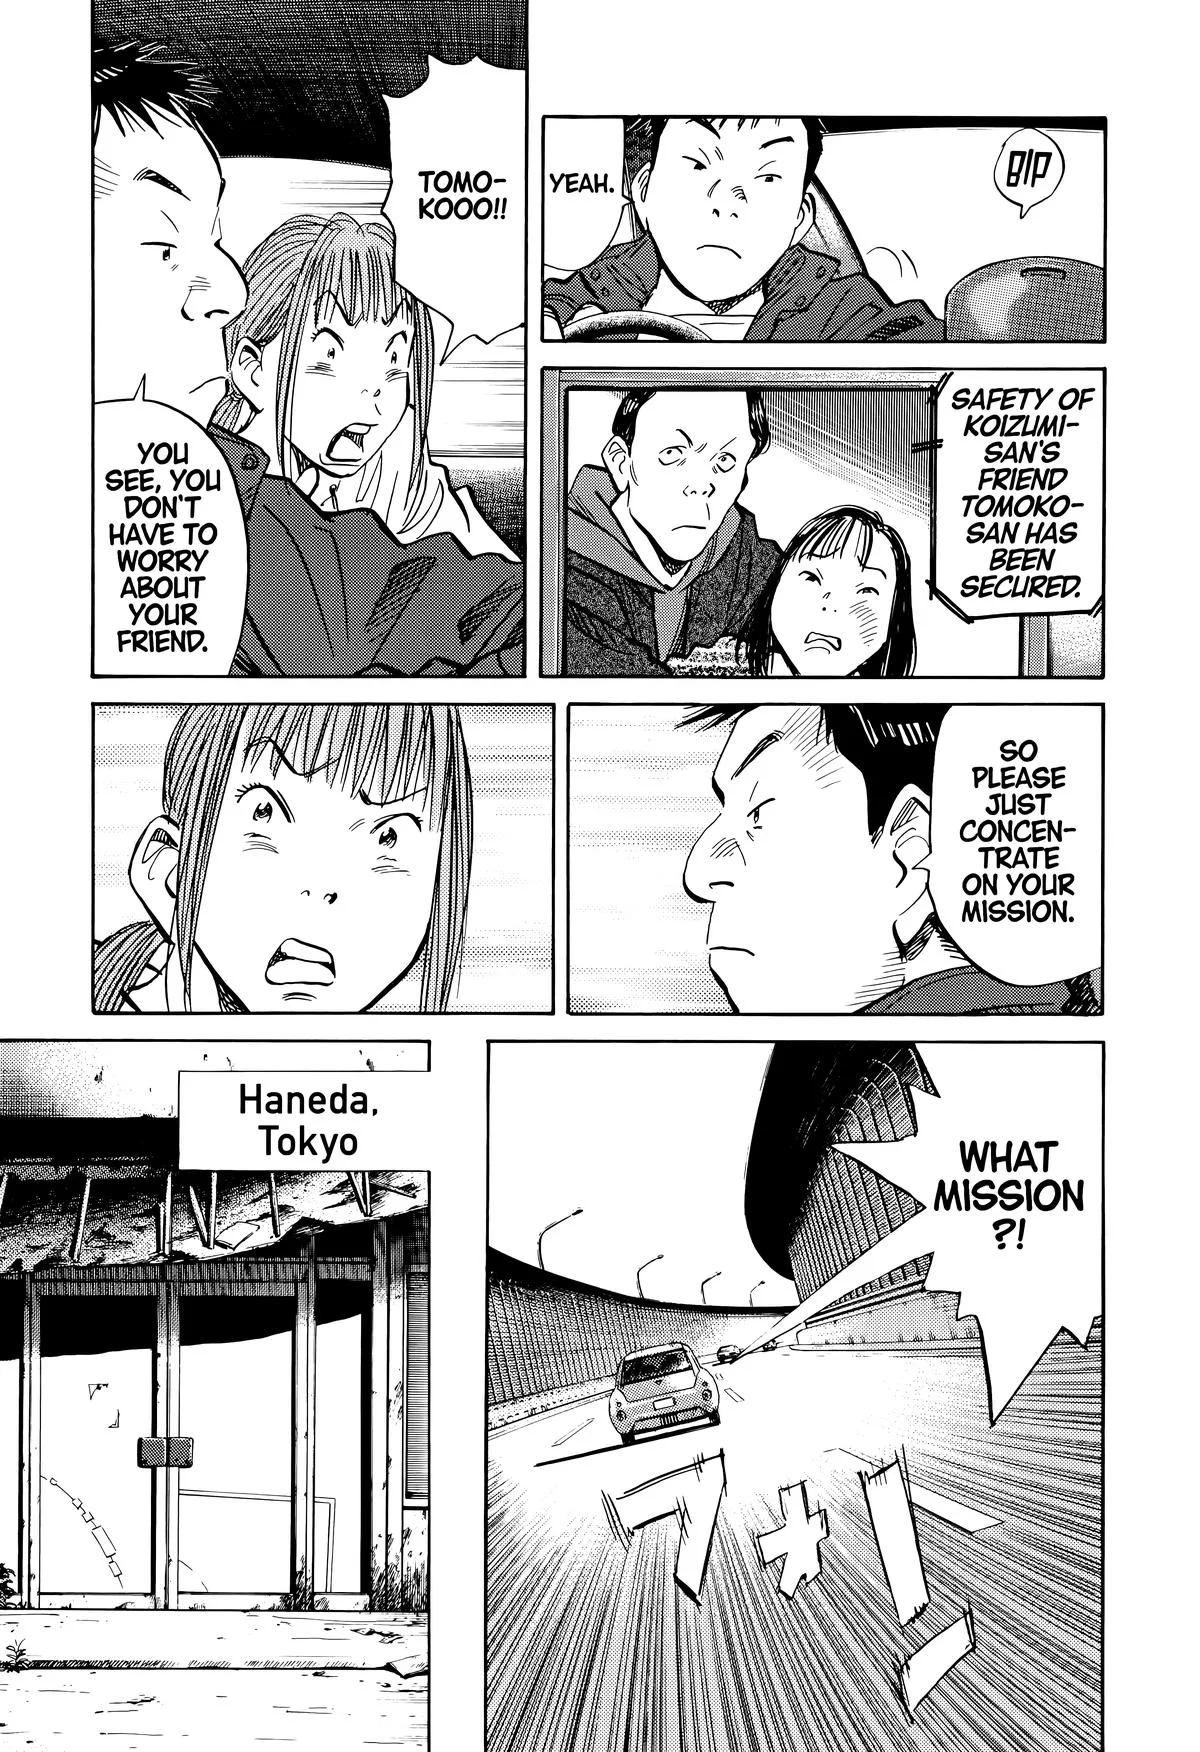 BIP
YEAH.
SAFETY OF
KOIZUMI-
SAN'S
FRIEND
TOMOKO-
SAN HAS
BEEN
SECURED.
TOMO-
KOOO!!
YOU
SEE, YOU
DON'T
HAVE TO
WORRY
ABOUT
YOUR
FRIEND.
SO
PLEASE
JUST
CONCEN-
TRATE
ON YOUR
MISSION.
WHAT
MISSION
?!
Haneda,
Tokyo